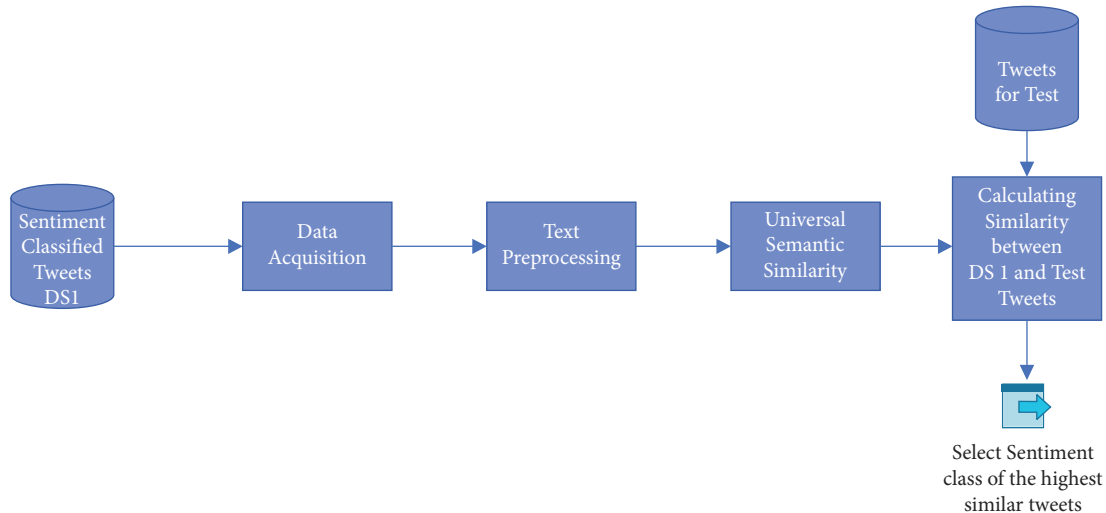 Tweets
for Test
Sentiment
Classified
Tweets
DS1
Data
Acquisition
Text
Preprocessing
Universal
Semantic
Similarity
Calculating
Similarity
between
DS 1 and Test
Tweets
Select Sentiment
class of the highest
similar tweets